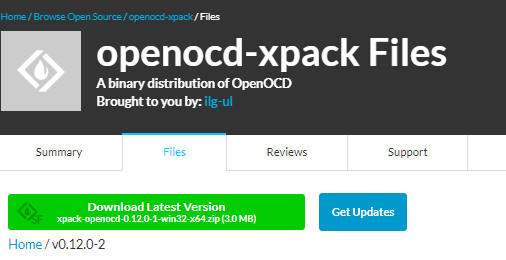 Home / Browse Open Source / openocd-xpack / Files
openocd-xpack Files
A binary distribution of OpenOCD
Brought to you by: ilg-ul
Summary Files Reviews Support
Download Latest Version
xpack-openocd-0.12.0-1-win32-x64.zip (3.0 MB)
Get Updates
SF
Home / v0.12.0-2